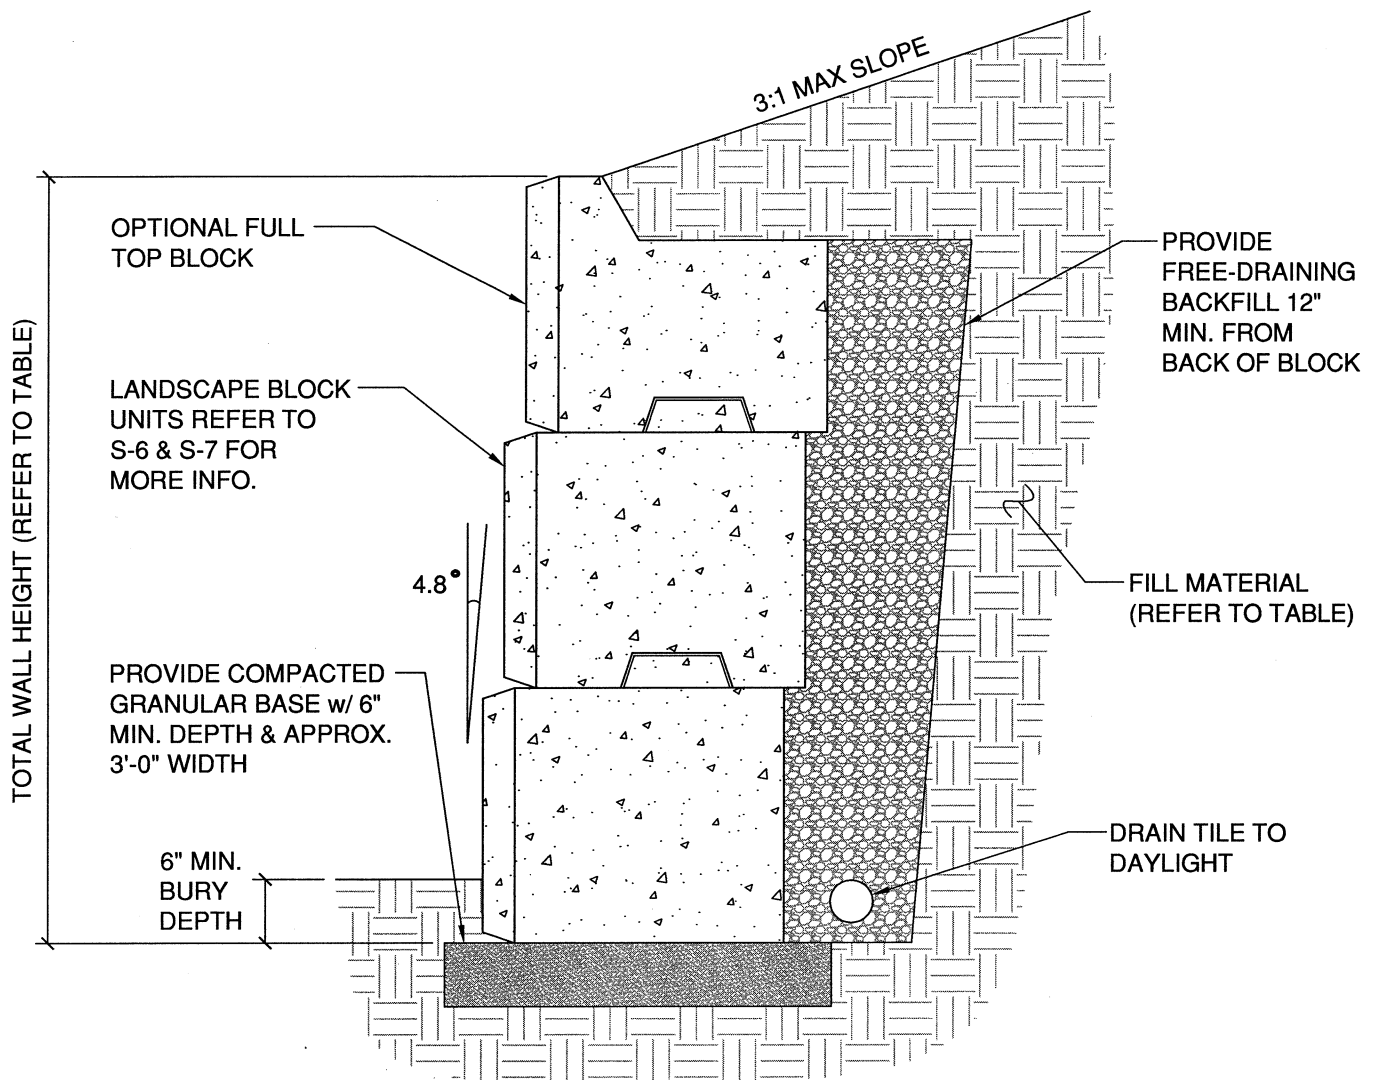 3:1 MAX SLOPE
OPTIONAL FULL
TOP BLOCK
PROVIDE
FREE-DRAINING
BACKFILL 12"
MIN. FROM
BACK OF BLOCK
LANDSCAPE BLOCK
UNITS REFER TO
S-6 & S-7 FOR
MORE INFO.
TOTAL WALL HEIGHT (REFER TO TABLE)
4.8°
FILL MATERIAL
(REFER TO TABLE)
PROVIDE COMPACTED
GRANULAR BASE w/ 6"
MIN. DEPTH & APPROX.
3'-0" WIDTH
DRAIN TILE TO
DAYLIGHT
6" MIN.
BURY
DEPTH